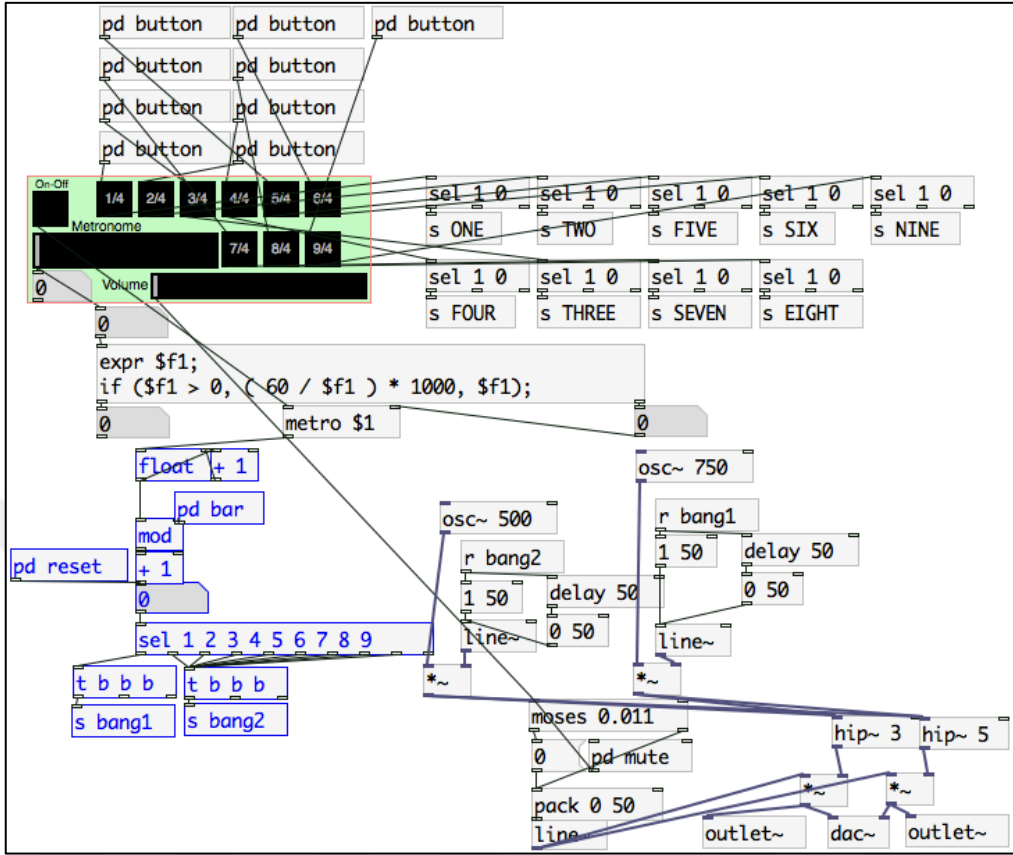 pd button pd button pd button
pd button pd button
pd button pd button
pd button pd button
On-Off
1/4 2/4 3/4 4/4 5/4 6/4
Metronome
7/4 8/4 9/4
0
Volume
sel 1 0 sel 1 0 sel 1 0 sel 1 0 sel 1 0
s ONE s TWO s FIVE s SIX s NINE
sel 1 0 sel 1 0 sel 1 0 sel 1 0
s FOUR s THREE s SEVEN s EIGHT
0
expr $f1;
if ($f1 > 0, ( 60 / $f1 ) * 1000, $f1);
0 metro $1 0
float + 1
pd bar
mod
pd reset + 1
0
sel 1 2 3 4 5 6 7 8 9
t b b b t b b b
s bang1 s bang2
osc~ 750
osc~ 500
r bang1
1 50 delay 50
0 50
line~
*~
r bang2
1 50 delay 50
0 50
line~
*~
moses 0.011
0 pd mute
pack 0 50
line~
hip~ 3 hip~ 5
*~ *~
outlet~ dac~ outlet~